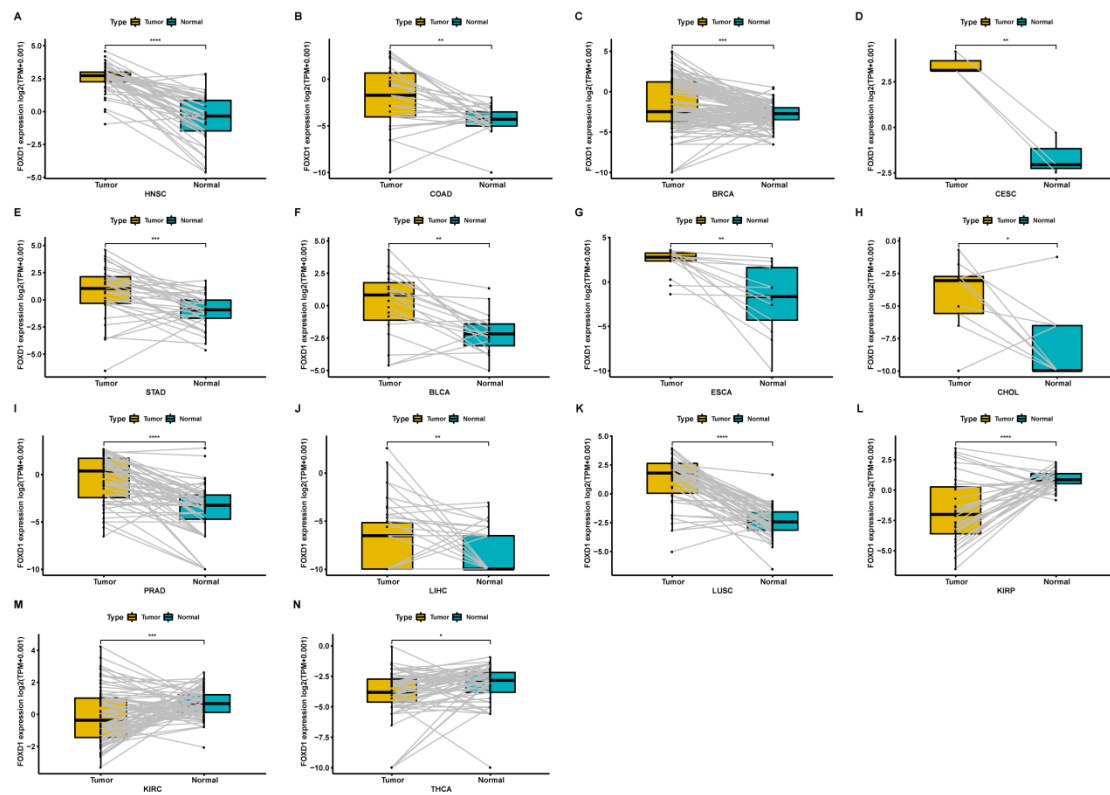 A
Type Tumor Normal
****
FOXD1 expression log2(TPM+0.001)
5.0
2.5
0.0
−2.5
−5.0
Tumor Normal
HNSC
B
Type Tumor Normal
**
FOXD1 expression log2(TPM+0.001)
0
−5
−10
Tumor Normal
COAD
C
Type Tumor Normal
***
FOXD1 expression log2(TPM+0.001)
5.0
2.5
0.0
−2.5
−5.0
−7.5
−10.0
Tumor Normal
BRCA
D
Type Tumor Normal
**
FOXD1 expression log2(TPM+0.001)
2.5
0.0
−2.5
Tumor Normal
CESC
E
Type Tumor Normal
***
FOXD1 expression log2(TPM+0.001)
5.0
2.5
0.0
−2.5
−5.0
Tumor Normal
STAD
F
Type Tumor Normal
**
FOXD1 expression log2(TPM+0.001)
5.0
2.5
0.0
−2.5
−5.0
Tumor Normal
BLCA
G
Type Tumor Normal
**
FOXD1 expression log2(TPM+0.001)
5
0
−5
−10
Tumor Normal
ESCA
H
Type Tumor Normal
*
FOXD1 expression log2(TPM+0.001)
−2.5
−5.0
−7.5
−10.0
Tumor Normal
CHOL
I
Type Tumor Normal
****
FOXD1 expression log2(TPM+0.001)
0
−5
−10
Tumor Normal
PRAD
J
Type Tumor Normal
**
FOXD1 expression log2(TPM+0.001)
0
−5
−10
Tumor Normal
LIHC
K
Type Tumor Normal
****
FOXD1 expression log2(TPM+0.001)
5.0
2.5
0.0
−2.5
−5.0
Tumor Normal
LUSC
L
Type Tumor Normal
****
FOXD1 expression log2(TPM+0.001)
2.5
0.0
−2.5
−5.0
Tumor Normal
KIRP
M
Type Tumor Normal
***
FOXD1 expression log2(TPM+0.001)
4
2
0
−2
Tumor Normal
KIRC
N
Type Tumor Normal
*
FOXD1 expression log2(TPM+0.001)
0.0
−2.5
−5.0
−7.5
−10.0
Tumor Normal
THCA